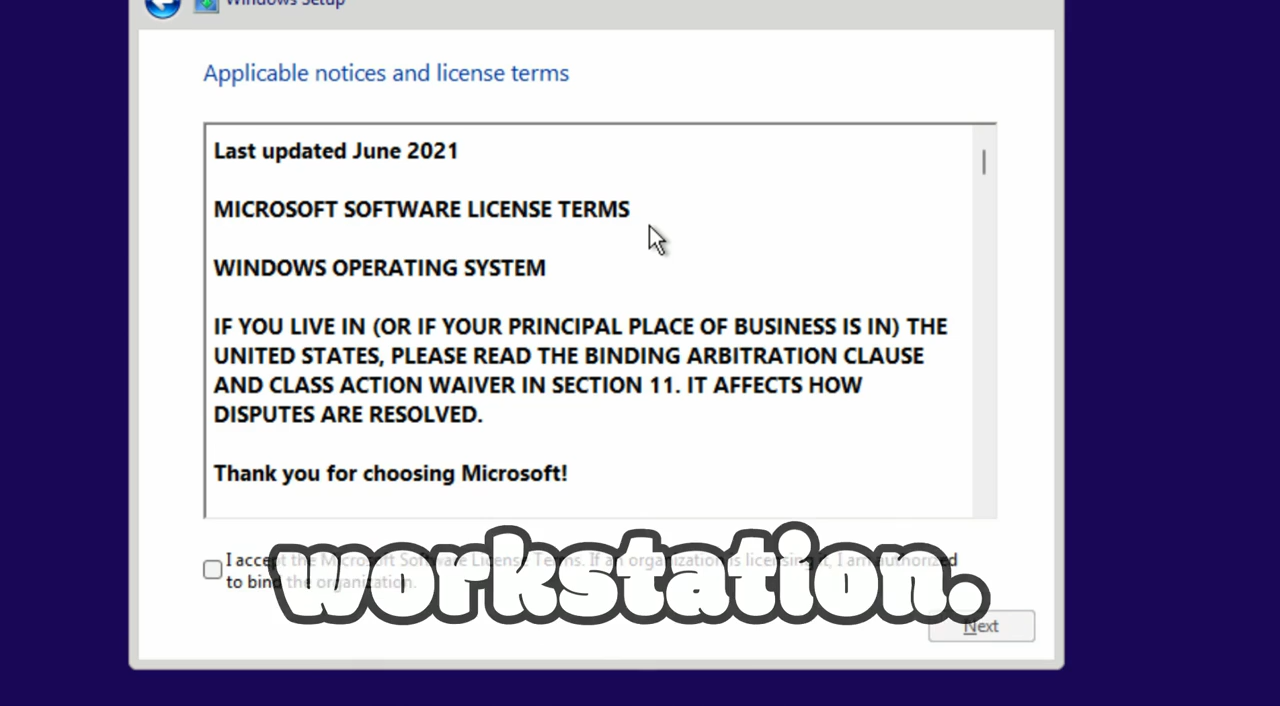 Windows Setup
Applicable notices and license terms
Last updated June 2021
MICROSOFT SOFTWARE LICENSE TERMS
WINDOWS OPERATING SYSTEM
IF YOU LIVE IN (OR IF YOUR PRINCIPAL PLACE OF BUSINESS IS IN) THE
UNITED STATES, PLEASE READ THE BINDING ARBITRATION CLAUSE
AND CLASS ACTION WAIVER IN SECTION 11. IT AFFECTS HOW
DISPUTES ARE RESOLVED.
Thank you for choosing Microsoft!
I accept the Microsoft Software License Terms. If an organization is licensing it, I am authorized
to bind the organization.
workstation.
Next